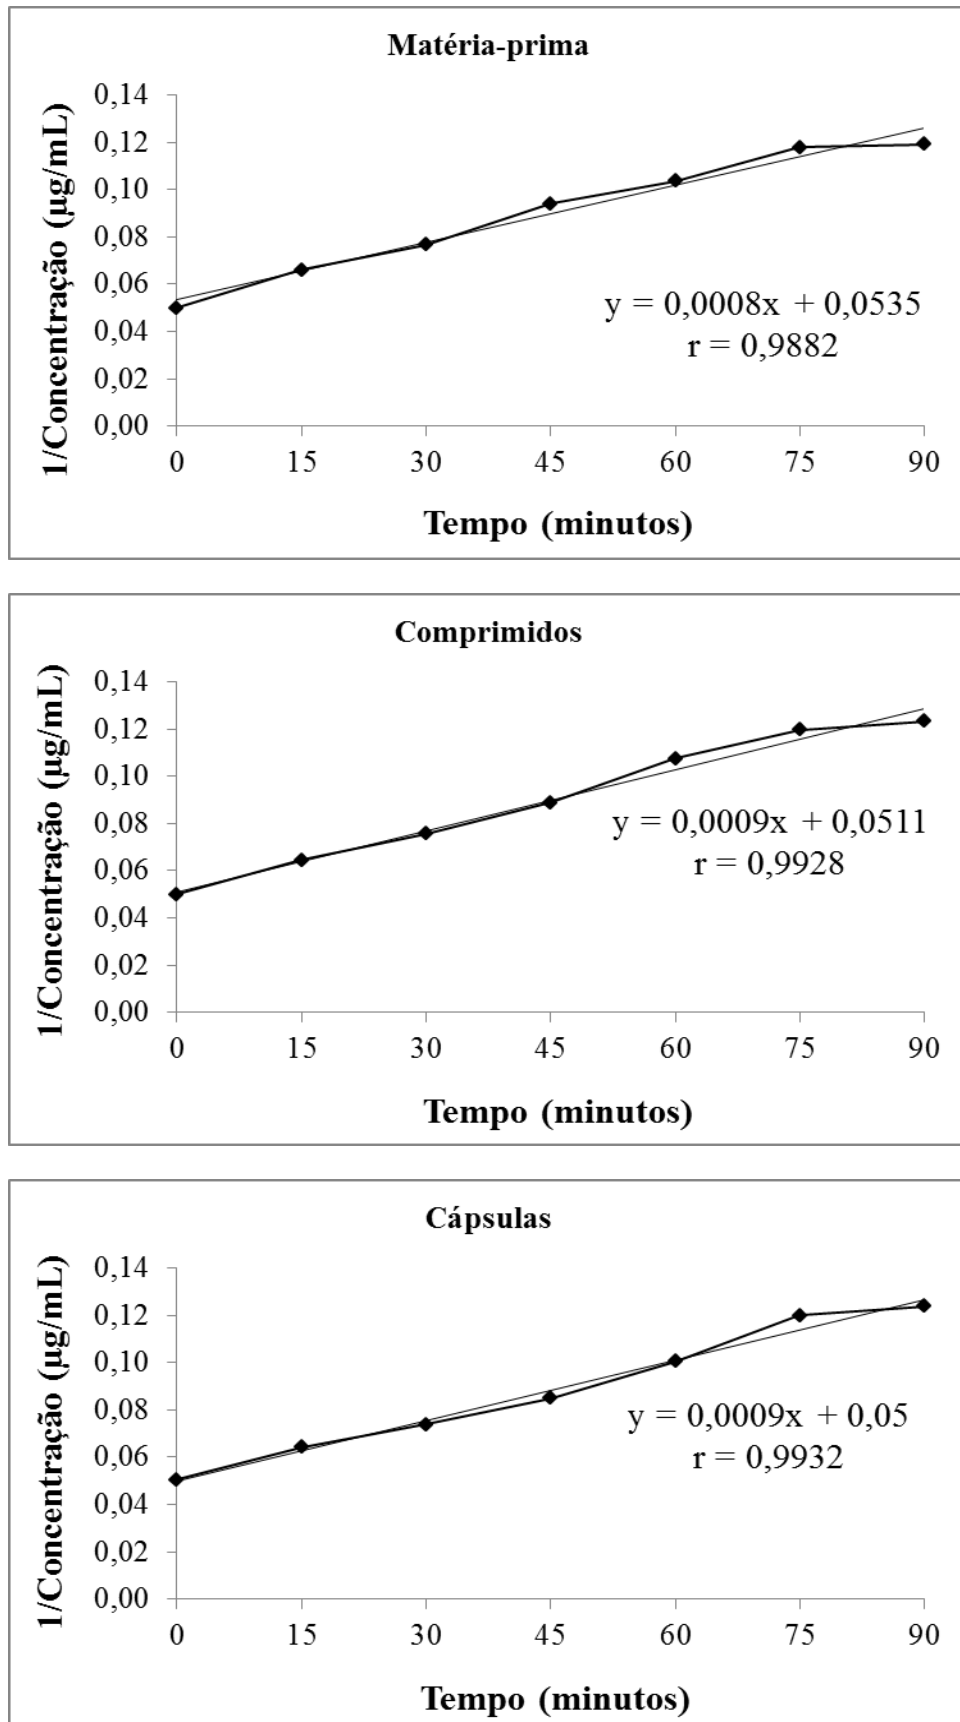 Matéria-prima
1/Concentração (µg/mL)
0,14
0,12
0,10
0,08
0,06
0,04
0,02
0,00
y = 0,0008x + 0,0535
r = 0,9882
0 15 30 45 60 75 90
Tempo (minutos)
Comprimidos
1/Concentração (µg/mL)
0,14
0,12
0,10
0,08
0,06
0,04
0,02
0,00
y = 0,0009x + 0,0511
r = 0,9928
0 15 30 45 60 75 90
Tempo (minutos)
Cápsulas
1/Concentração (µg/mL)
0,14
0,12
0,10
0,08
0,06
0,04
0,02
0,00
y = 0,0009x + 0,05
r = 0,9932
0 15 30 45 60 75 90
Tempo (minutos)